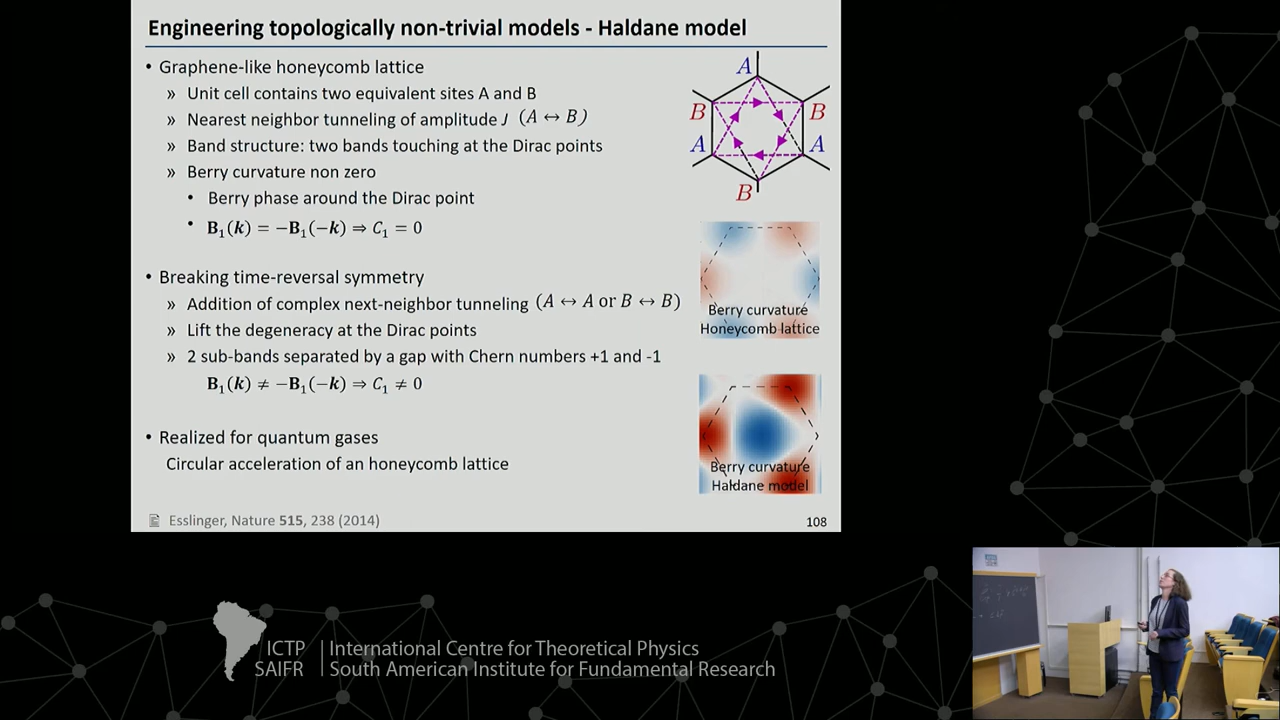 Engineering topologically non-trivial models - Haldane model
• Graphene-like honeycomb lattice
» Unit cell contains two equivalent sites A and B
» Nearest neighbor tunneling of amplitude J (A ↔ B)
» Band structure: two bands touching at the Dirac points
» Berry curvature non zero
• Berry phase around the Dirac point
• B₁(k) = −B₁(−k) ⇒ C₁ = 0
• Breaking time-reversal symmetry
» Addition of complex next-neighbor tunneling (A ↔ A or B ↔ B)
» Lift the degeneracy at the Dirac points
» 2 sub-bands separated by a gap with Chern numbers +1 and -1
B₁(k) ≠ −B₁(−k) ⇒ C₁ ≠ 0
• Realized for quantum gases
Circular acceleration of an honeycomb lattice
Esslinger, Nature 515, 238 (2014)
108
A
B B
A A
B
Berry curvature
Honeycomb lattice
Berry curvature
Haldane model
ICTP
SAIFR
International Centre for Theoretical Physics
South American Institute for Fundamental Research